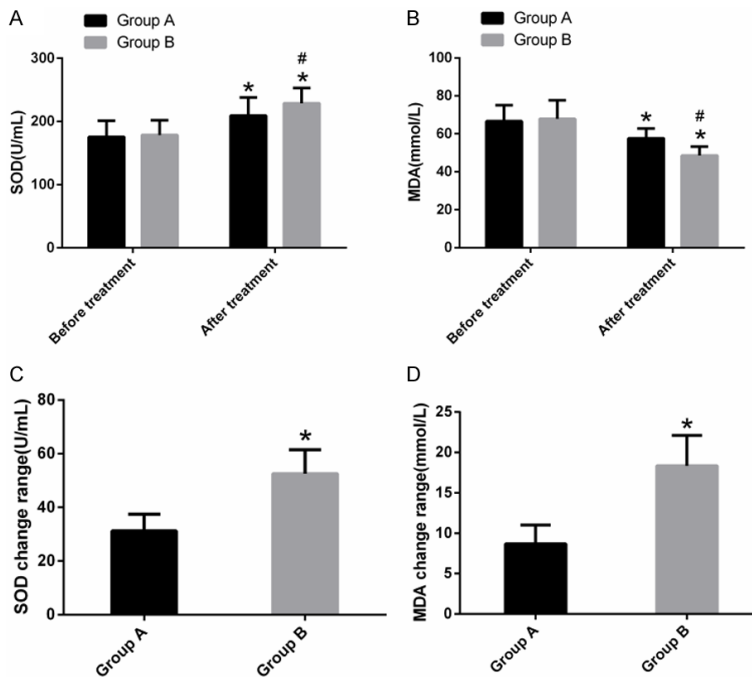 A
Group A
Group B
SOD(U/mL)
300
200
100
0
*
#
*
Before treatment
After treatment
B
Group A
Group B
MDA(mmol/L)
100
80
60
40
20
0
*
#
*
Before treatment
After treatment
C
SOD change range(U/mL)
80
60
40
20
0
*
Group A
Group B
D
MDA change range(mmol/L)
25
20
15
10
5
0
*
Group A
Group B